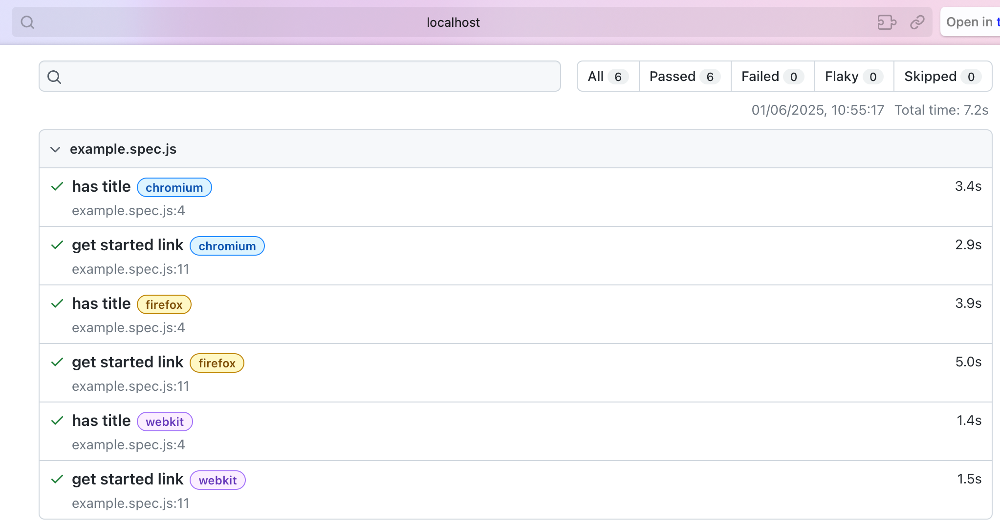 localhost
Open in t
All 6 Passed 6 Failed 0 Flaky 0 Skipped 0
01/06/2025, 10:55:17 Total time: 7.2s
example.spec.js
has title chromium 3.4s
example.spec.js:4
get started link chromium 2.9s
example.spec.js:11
has title firefox 3.9s
example.spec.js:4
get started link firefox 5.0s
example.spec.js:11
has title webkit 1.4s
example.spec.js:4
get started link webkit 1.5s
example.spec.js:11